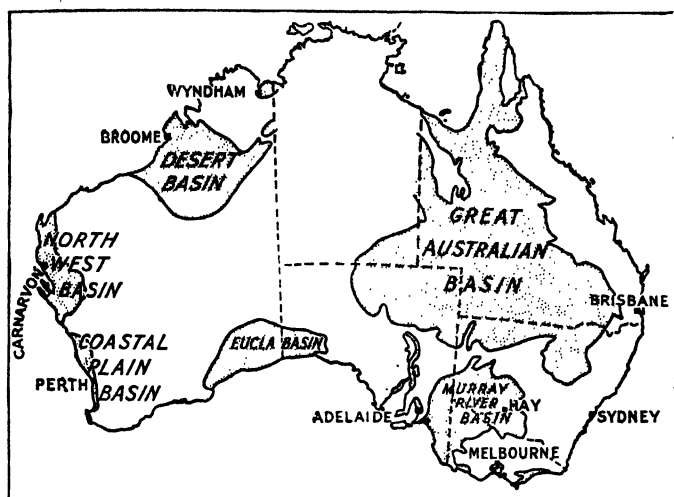 WYNDHAM
BROOME
DESERT
BASIN
GREAT
AUSTRALIAN
BASIN
NORTH
WEST
BASIN
CARNARVON
BRISBANE
COASTAL
PLAIN
BASIN
EUCLA BASIN
PERTH
MURRAY
RIVER
BASIN
HAY
ADELAIDE
SYDNEY
MELBOURNE